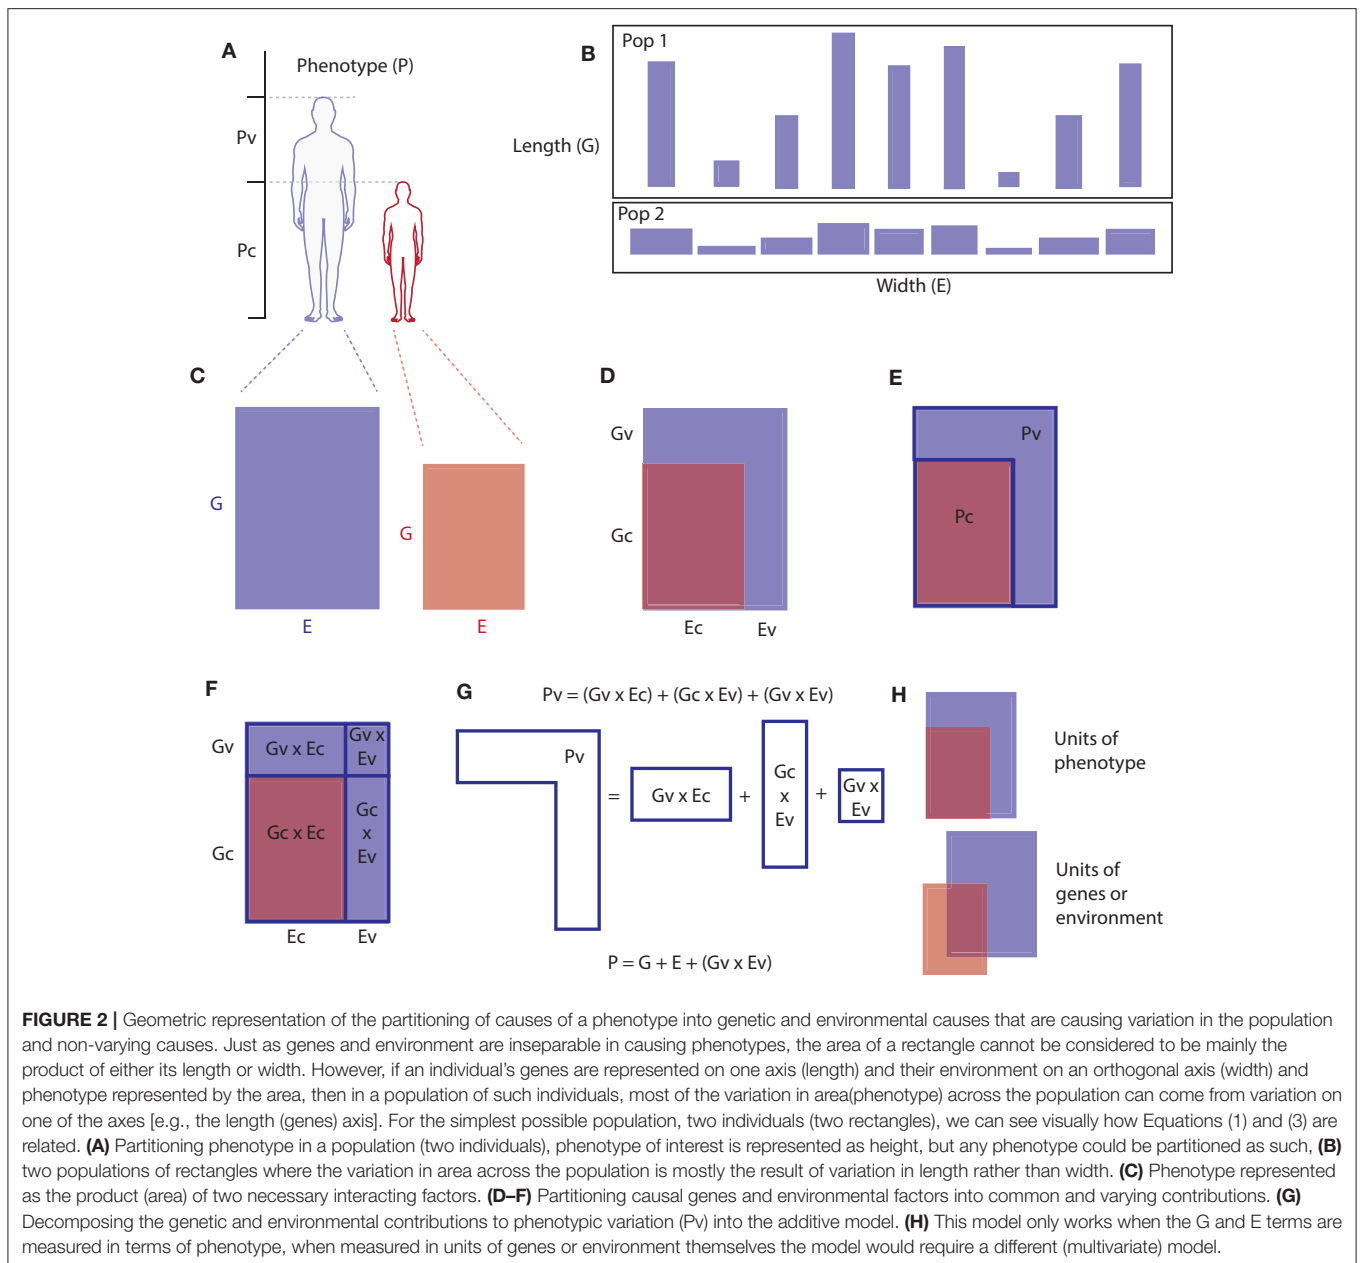 A
Phenotype (P)
Pv
Pc
B
Pop 1
Length (G)
Pop 2
Width (E)
C
G
E
G
E
D
Gv
Gc
Ec
Ev
E
Pv
Pc
F
Gv
Gc
Gv x Ec
Gv x
Ev
Gc x Ec
Gc
x
Ev
Ec
Ev
G
Pv = (Gv x Ec) + (Gc x Ev) + (Gv x Ev)
Pv
=
Gv x Ec
+
Gc
x
Ev
+
Gv x
Ev
P = G + E + (Gv x Ev)
H
Units of
phenotype
Units of
genes or
environment
FIGURE 2 | Geometric representation of the partitioning of causes of a phenotype into genetic and environmental causes that are causing variation in the population
and non-varying causes. Just as genes and environment are inseparable in causing phenotypes, the area of a rectangle cannot be considered to be mainly the
product of either its length or width. However, if an individual's genes are represented on one axis (length) and their environment on an orthogonal axis (width) and
phenotype represented by the area, then in a population of such individuals, most of the variation in area(phenotype) across the population can come from variation on
one of the axes [e.g., the length (genes) axis]. For the simplest possible population, two individuals (two rectangles), we can see visually how Equations (1) and (3) are
related. (A) Partitioning phenotype in a population (two individuals), phenotype of interest is represented as height, but any phenotype could be partitioned as such, (B)
two populations of rectangles where the variation in area across the population is mostly the result of variation in length rather than width. (C) Phenotype represented
as the product (area) of two necessary interacting factors. (D–F) Partitioning causal genes and environmental factors into common and varying contributions. (G)
Decomposing the genetic and environmental contributions to phenotypic variation (Pv) into the additive model. (H) This model only works when the G and E terms are
measured in terms of phenotype, when measured in units of genes or environment themselves the model would require a different (multivariate) model.